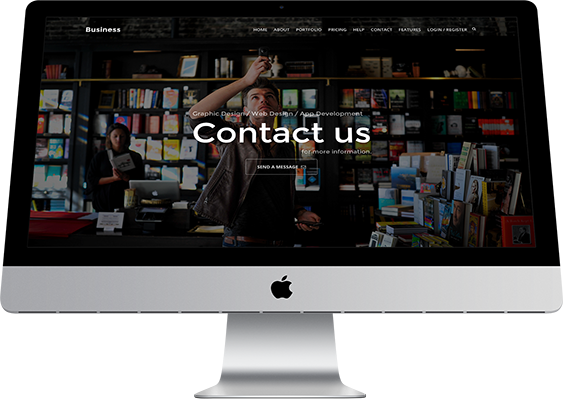 Business
HOME ABOUT PORTFOLIO PRICING HELP CONTACT FEATURES LOGIN / REGISTER
Graphic Design / Web Design / App Development
Contact us
for more information
SEND A MESSAGE